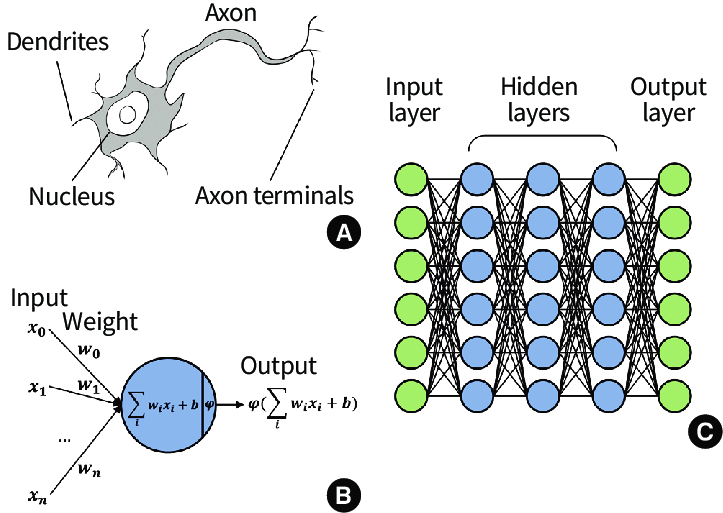 Axon
Dendrites
Nucleus
Axon terminals
A
Input
Weight
x₀
w₀
x₁
w₁
...
wₙ
xₙ
∑ᵢ wᵢxᵢ + b φ
Output
φ(∑ᵢ wᵢxᵢ + b)
B
Input
layer
Hidden
layers
Output
layer
C